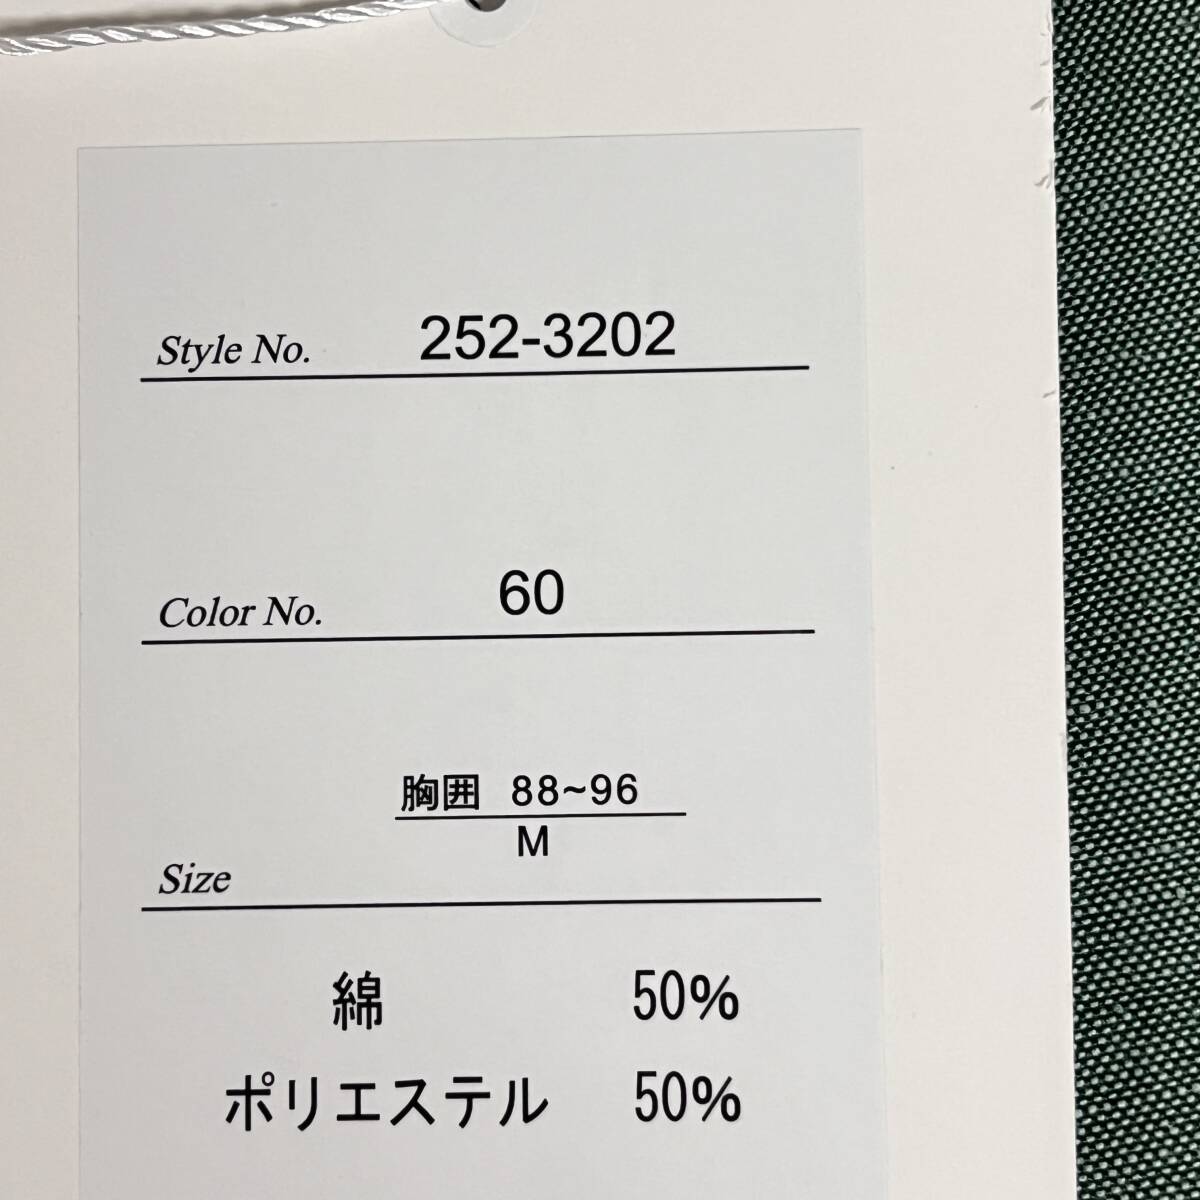 Style No. 252-3202
Color No. 60
胸囲 88~96
M
Size
綿 50%
ポリエステル 50%